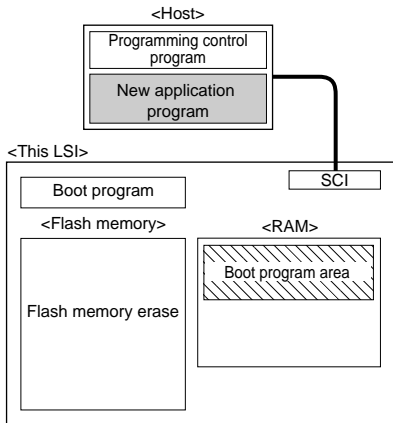 <Host>
Programming control
program
New application
program
<This LSI>
SCI
Boot program
<Flash memory>
<RAM>
Boot program area
Flash memory erase